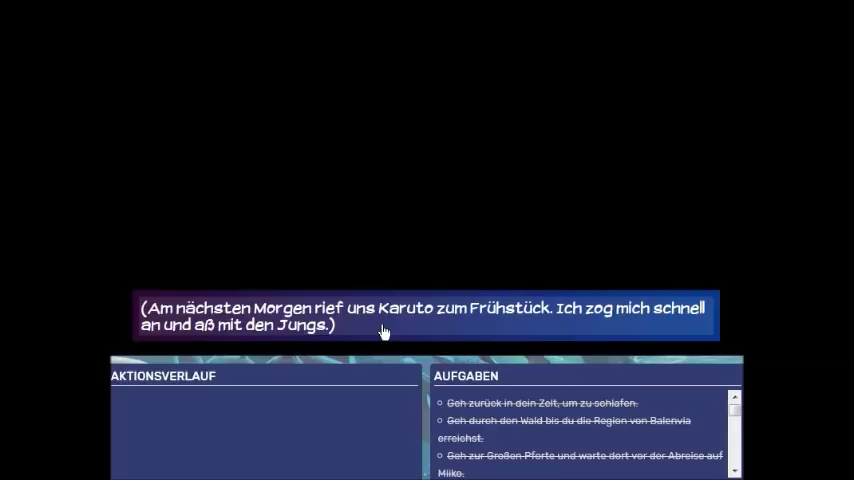 (Am nächsten Morgen rief uns Karuto zum Frühstück. Ich zog mich schnell
an und aß mit den Jungs.)
AKTIONSVERLAUF
AUFGABEN
Geh zurück in dein Zelt, um zu schlafen.
Geh durch den Wald bis du die Region von Balenvia
erreichst.
Geh zur Großen Pforte und warte dort vor der Abreise auf
Miiko.